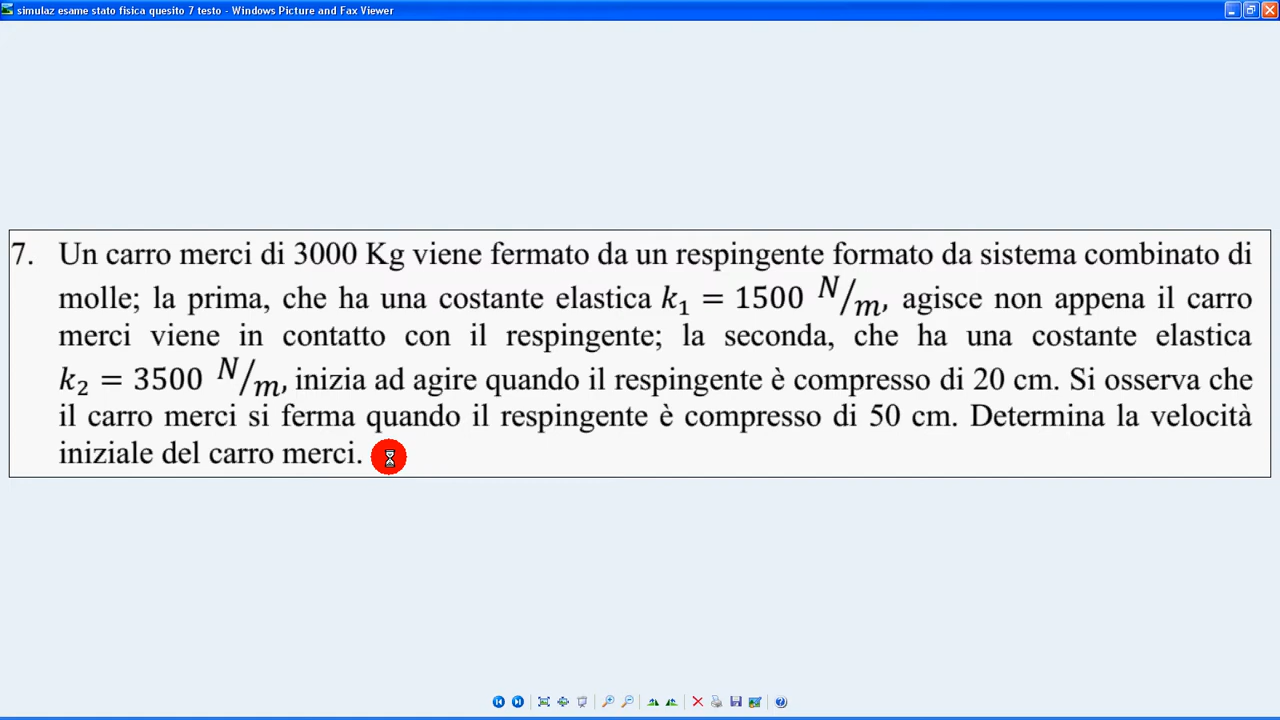 simulaz esame stato fisica quesito 7 testo - Windows Picture and Fax Viewer
7. Un carro merci di 3000 Kg viene fermato da un respingente formato da sistema combinato di
molle; la prima, che ha una costante elastica k₁ = 1500 N/m, agisce non appena il carro
merci viene in contatto con il respingente; la seconda, che ha una costante elastica
k₂ = 3500 N/m, inizia ad agire quando il respingente è compresso di 20 cm. Si osserva che
il carro merci si ferma quando il respingente è compresso di 50 cm. Determina la velocità
iniziale del carro merci.